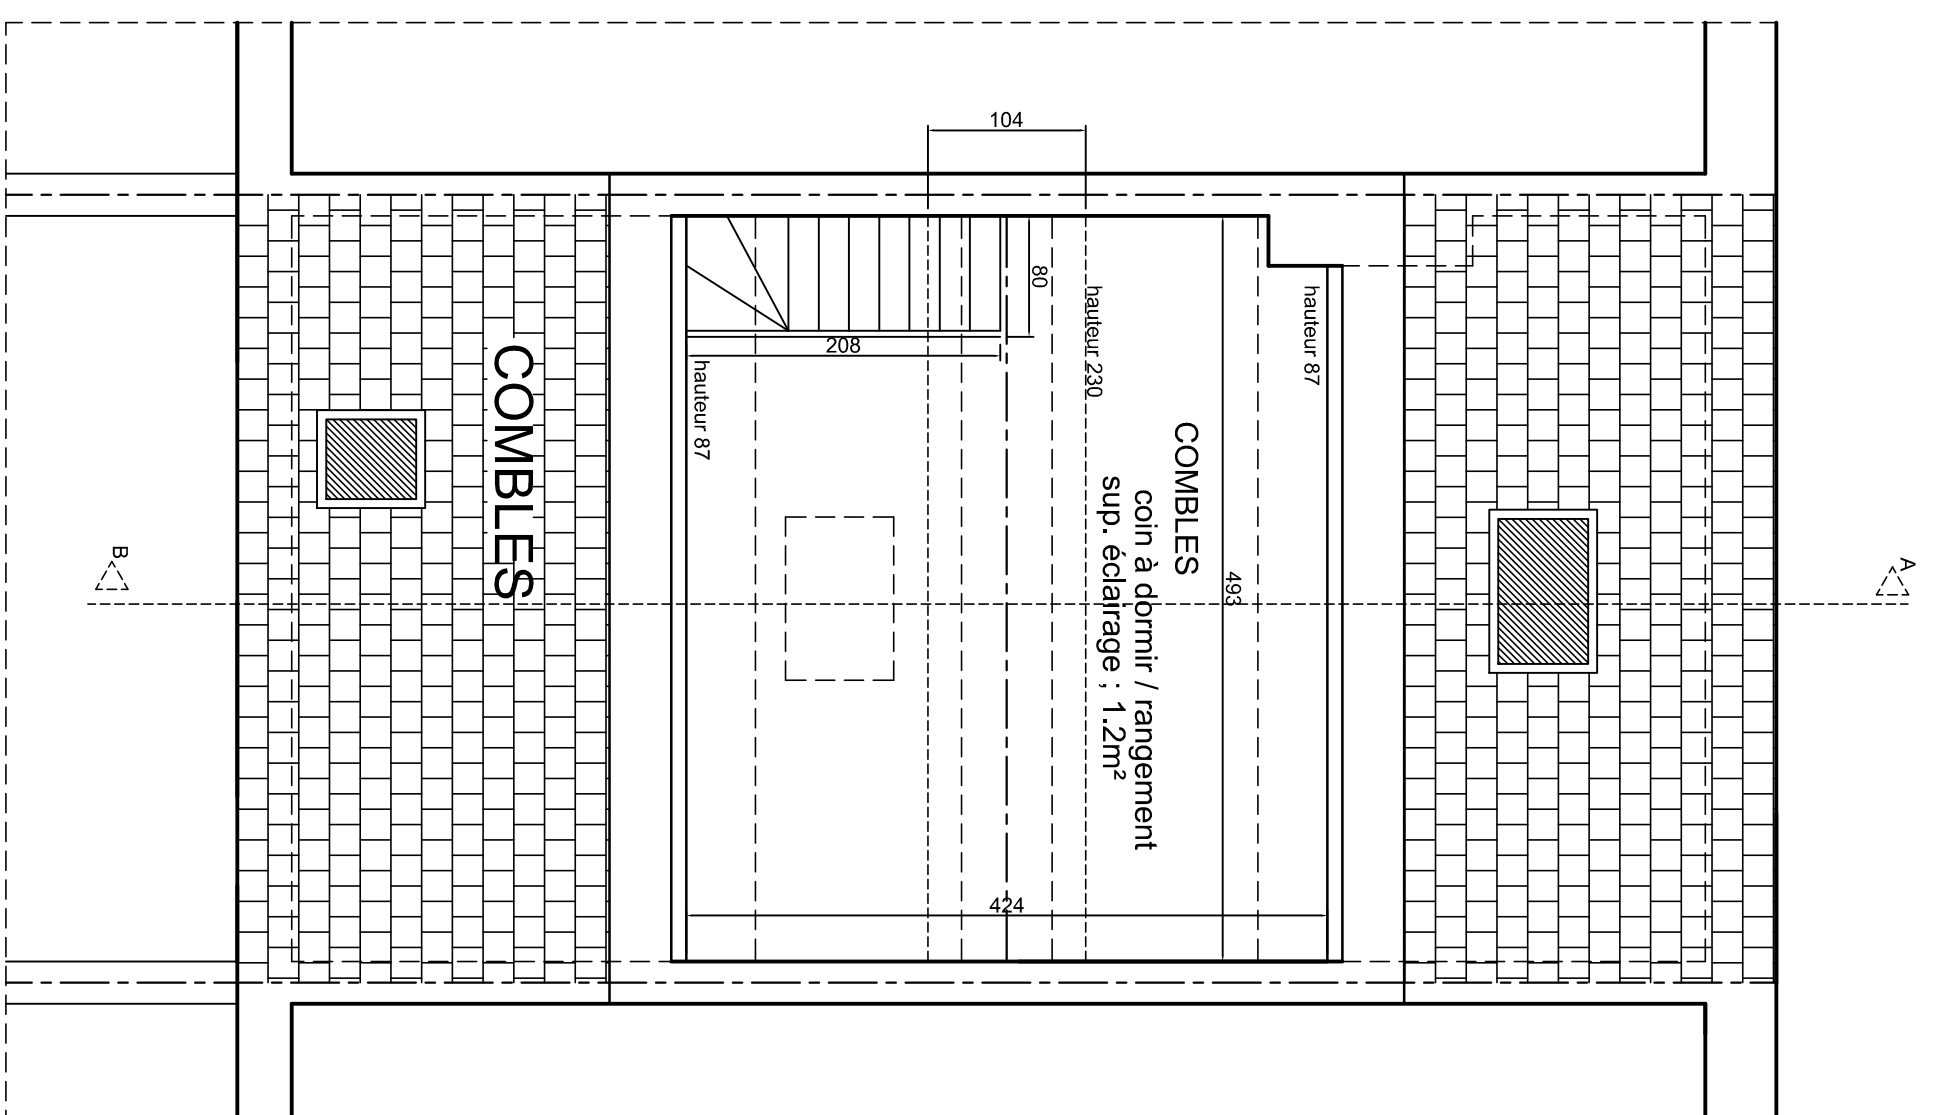 104
80
hauteur 230
hauteur 87
208
hauteur 87
COMBLES
COMBLES
coin à dormir / rangement
sup. éclairage ; 1.2m²
493
424
B
A